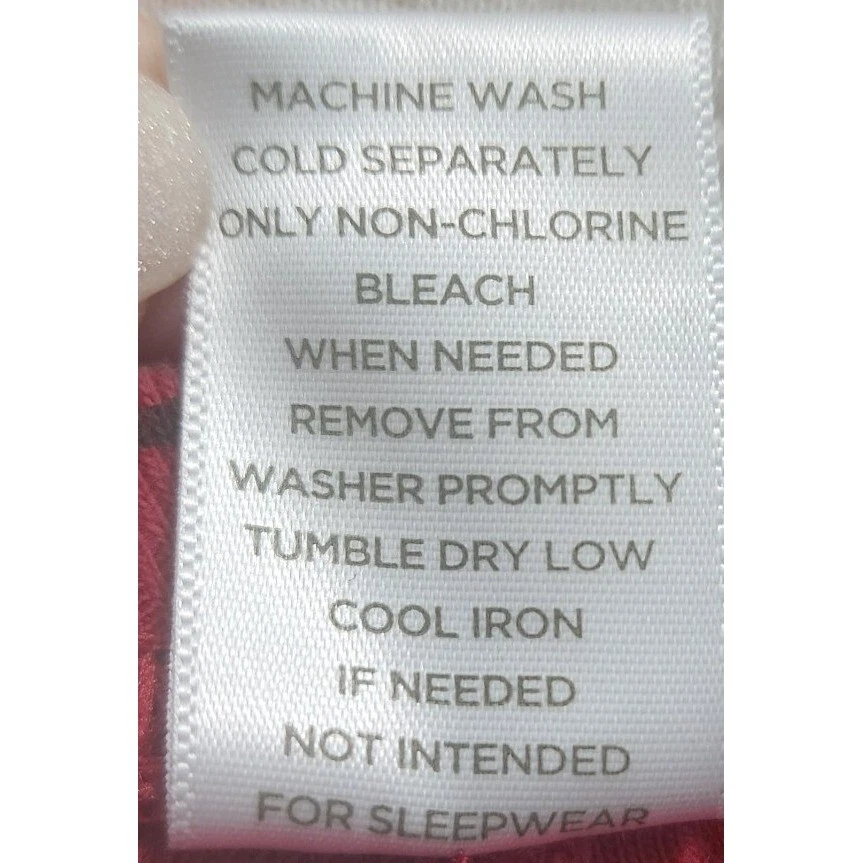 MACHINE WASH
COLD SEPARATELY
ONLY NON-CHLORINE
BLEACH
WHEN NEEDED
REMOVE FROM
WASHER PROMPTLY
TUMBLE DRY LOW
COOL IRON
IF NEEDED
NOT INTENDED
FOR SLEEPWEAR